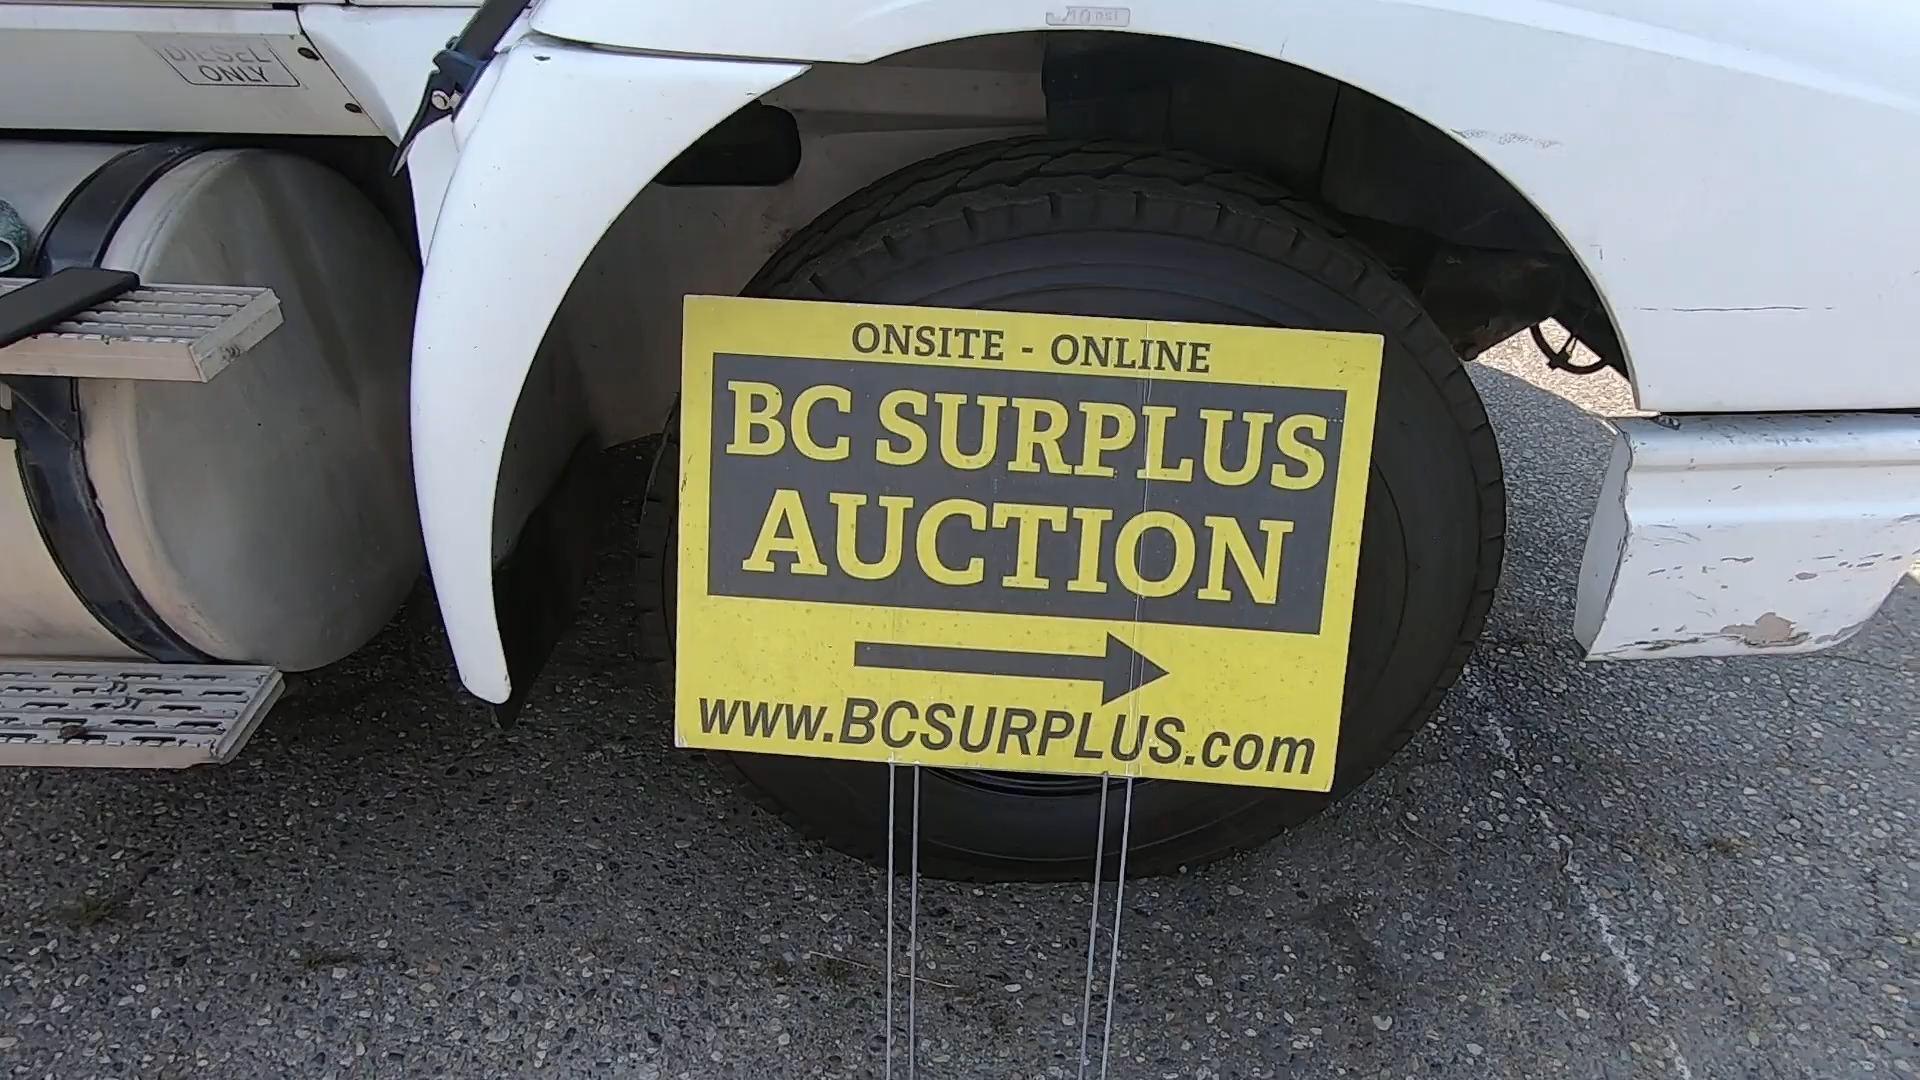 DIESEL
ONLY
ONSITE - ONLINE
BC SURPLUS
AUCTION
www.BCSURPLUS.com